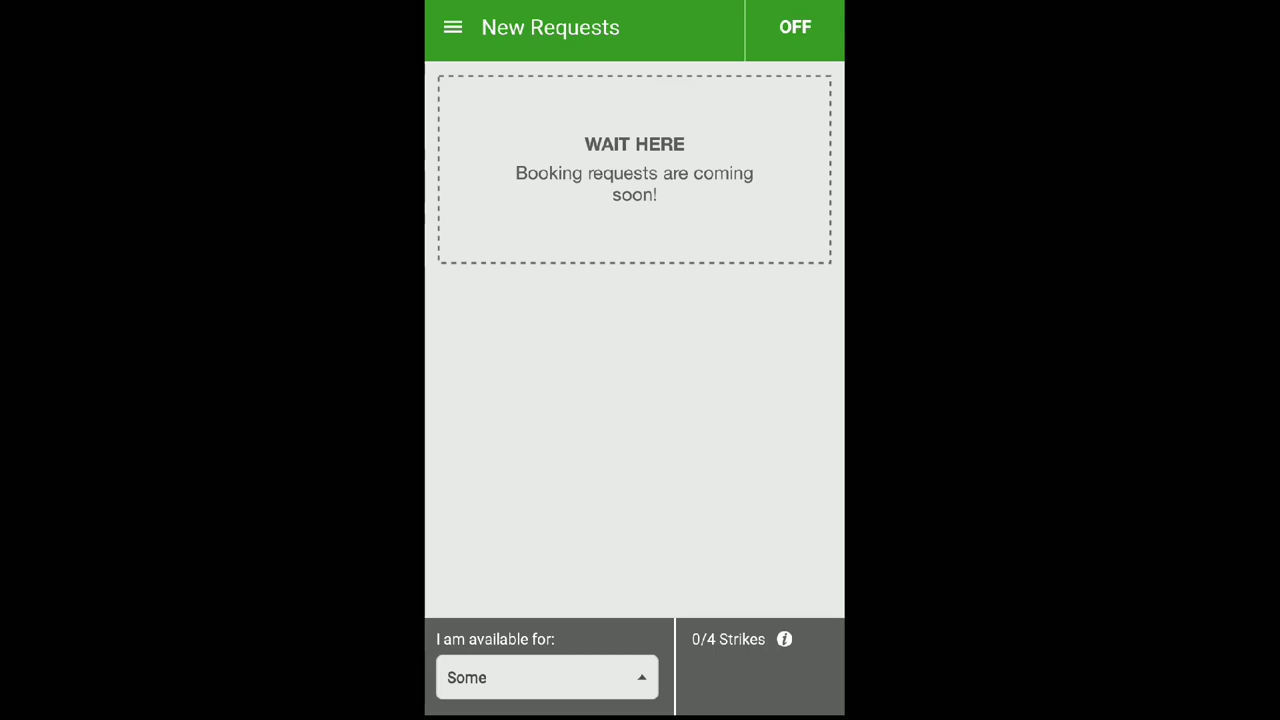 New Requests
OFF
WAIT HERE
Booking requests are coming
soon!
I am available for:
0/4 Strikes
Some